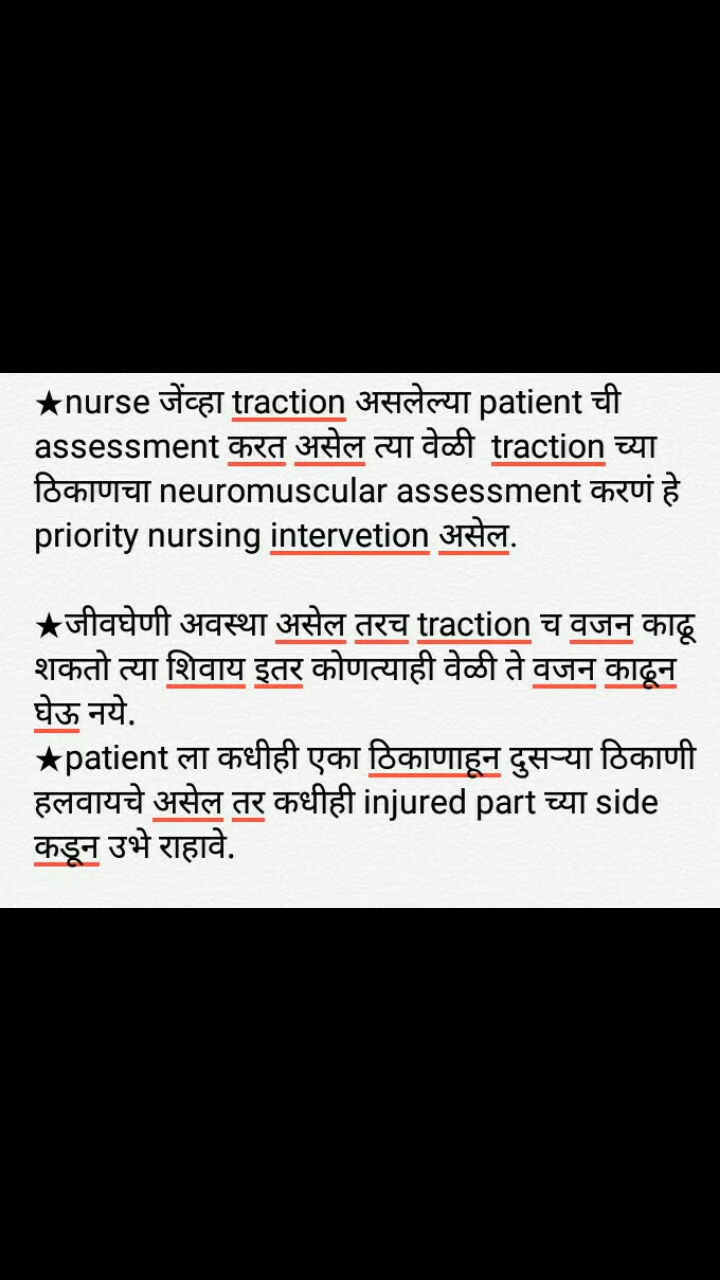 ★nurse जेंव्हा traction असलेल्या patient ची
assessment करत असेल त्या वेळी traction च्या
ठिकाणचा neuromuscular assessment करणं हे
priority nursing intervetion असेल.
★जीवघेणी अवस्था असेल तरच traction च वजन काढू
शकतो त्या शिवाय इतर कोणत्याही वेळी ते वजन काढून
घेऊ नये.
★patient ला कधीही एका ठिकाणाहून दुसऱ्या ठिकाणी
हलवायचे असेल तर कधीही injured part च्या side
कडून उभे राहावे.